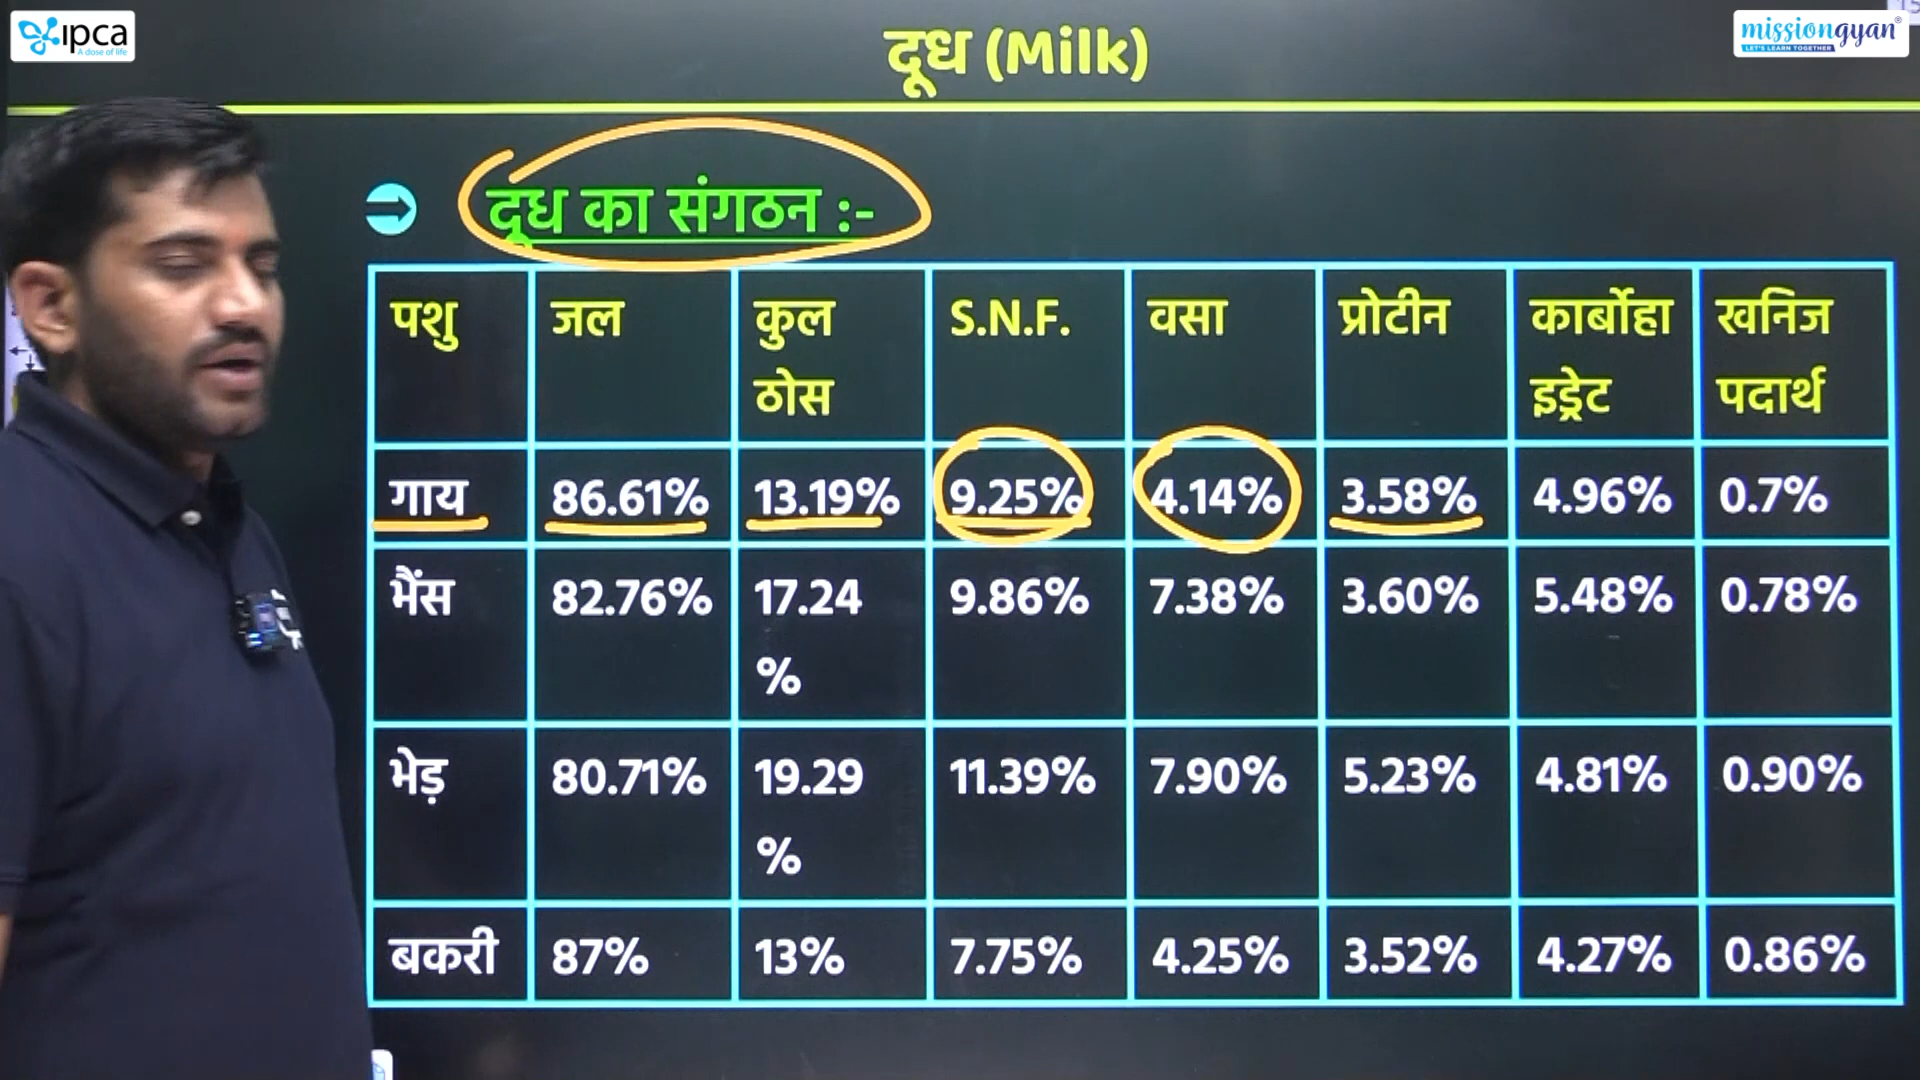 ipca
A dose of life
दूध (Milk)
missiongyan®
LET'S LEARN TOGETHER
दूध का संगठन :-
पशु जल कुल ठोस S.N.F. वसा प्रोटीन कार्बोहाइड्रेट खनिज पदार्थ
गाय 86.61% 13.19% 9.25% 4.14% 3.58% 4.96% 0.7%
भैंस 82.76% 17.24 % 9.86% 7.38% 3.60% 5.48% 0.78%
भेड़ 80.71% 19.29 % 11.39% 7.90% 5.23% 4.81% 0.90%
बकरी 87% 13% 7.75% 4.25% 3.52% 4.27% 0.86%